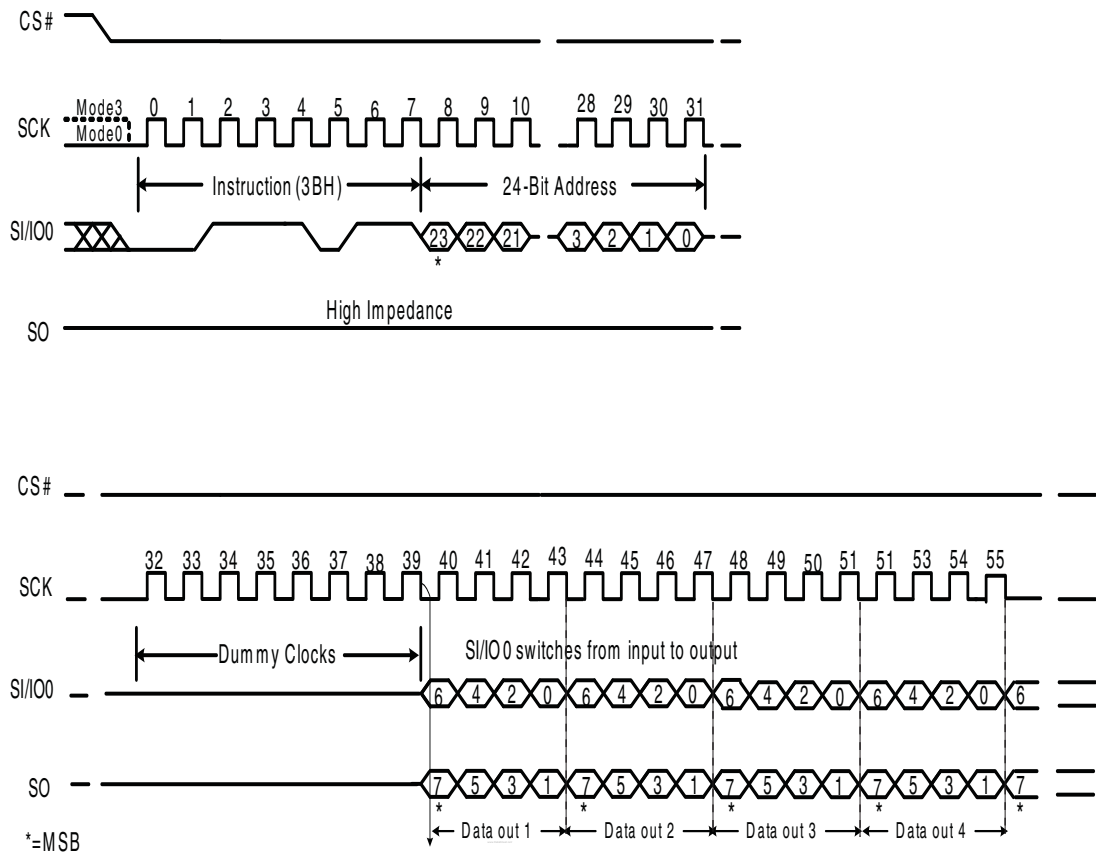 CS#
Mode3 0 1 2 3 4 5 6 7 8 9 10 28 29 30 31
SCK
Mode0
Instruction (3BH) 24-Bit Address
SI/IO0 23 22 21 3 2 1 0
*
High Impedance
SO
CS#
32 33 34 35 36 37 38 39 40 41 42 43 44 45 46 47 48 49 50 51 51 53 54 55
SCK
Dummy Clocks SI/IO0 switches from input to output
SI/IO0 6 4 2 0 6 4 2 0 6 4 2 0 6 4 2 0 6
SO 7 5 3 1 7 5 3 1 7 5 3 1 7 5 3 1 7
* * * * *
Data out 1 Data out 2 Data out 3 Data out 4
*=MSB